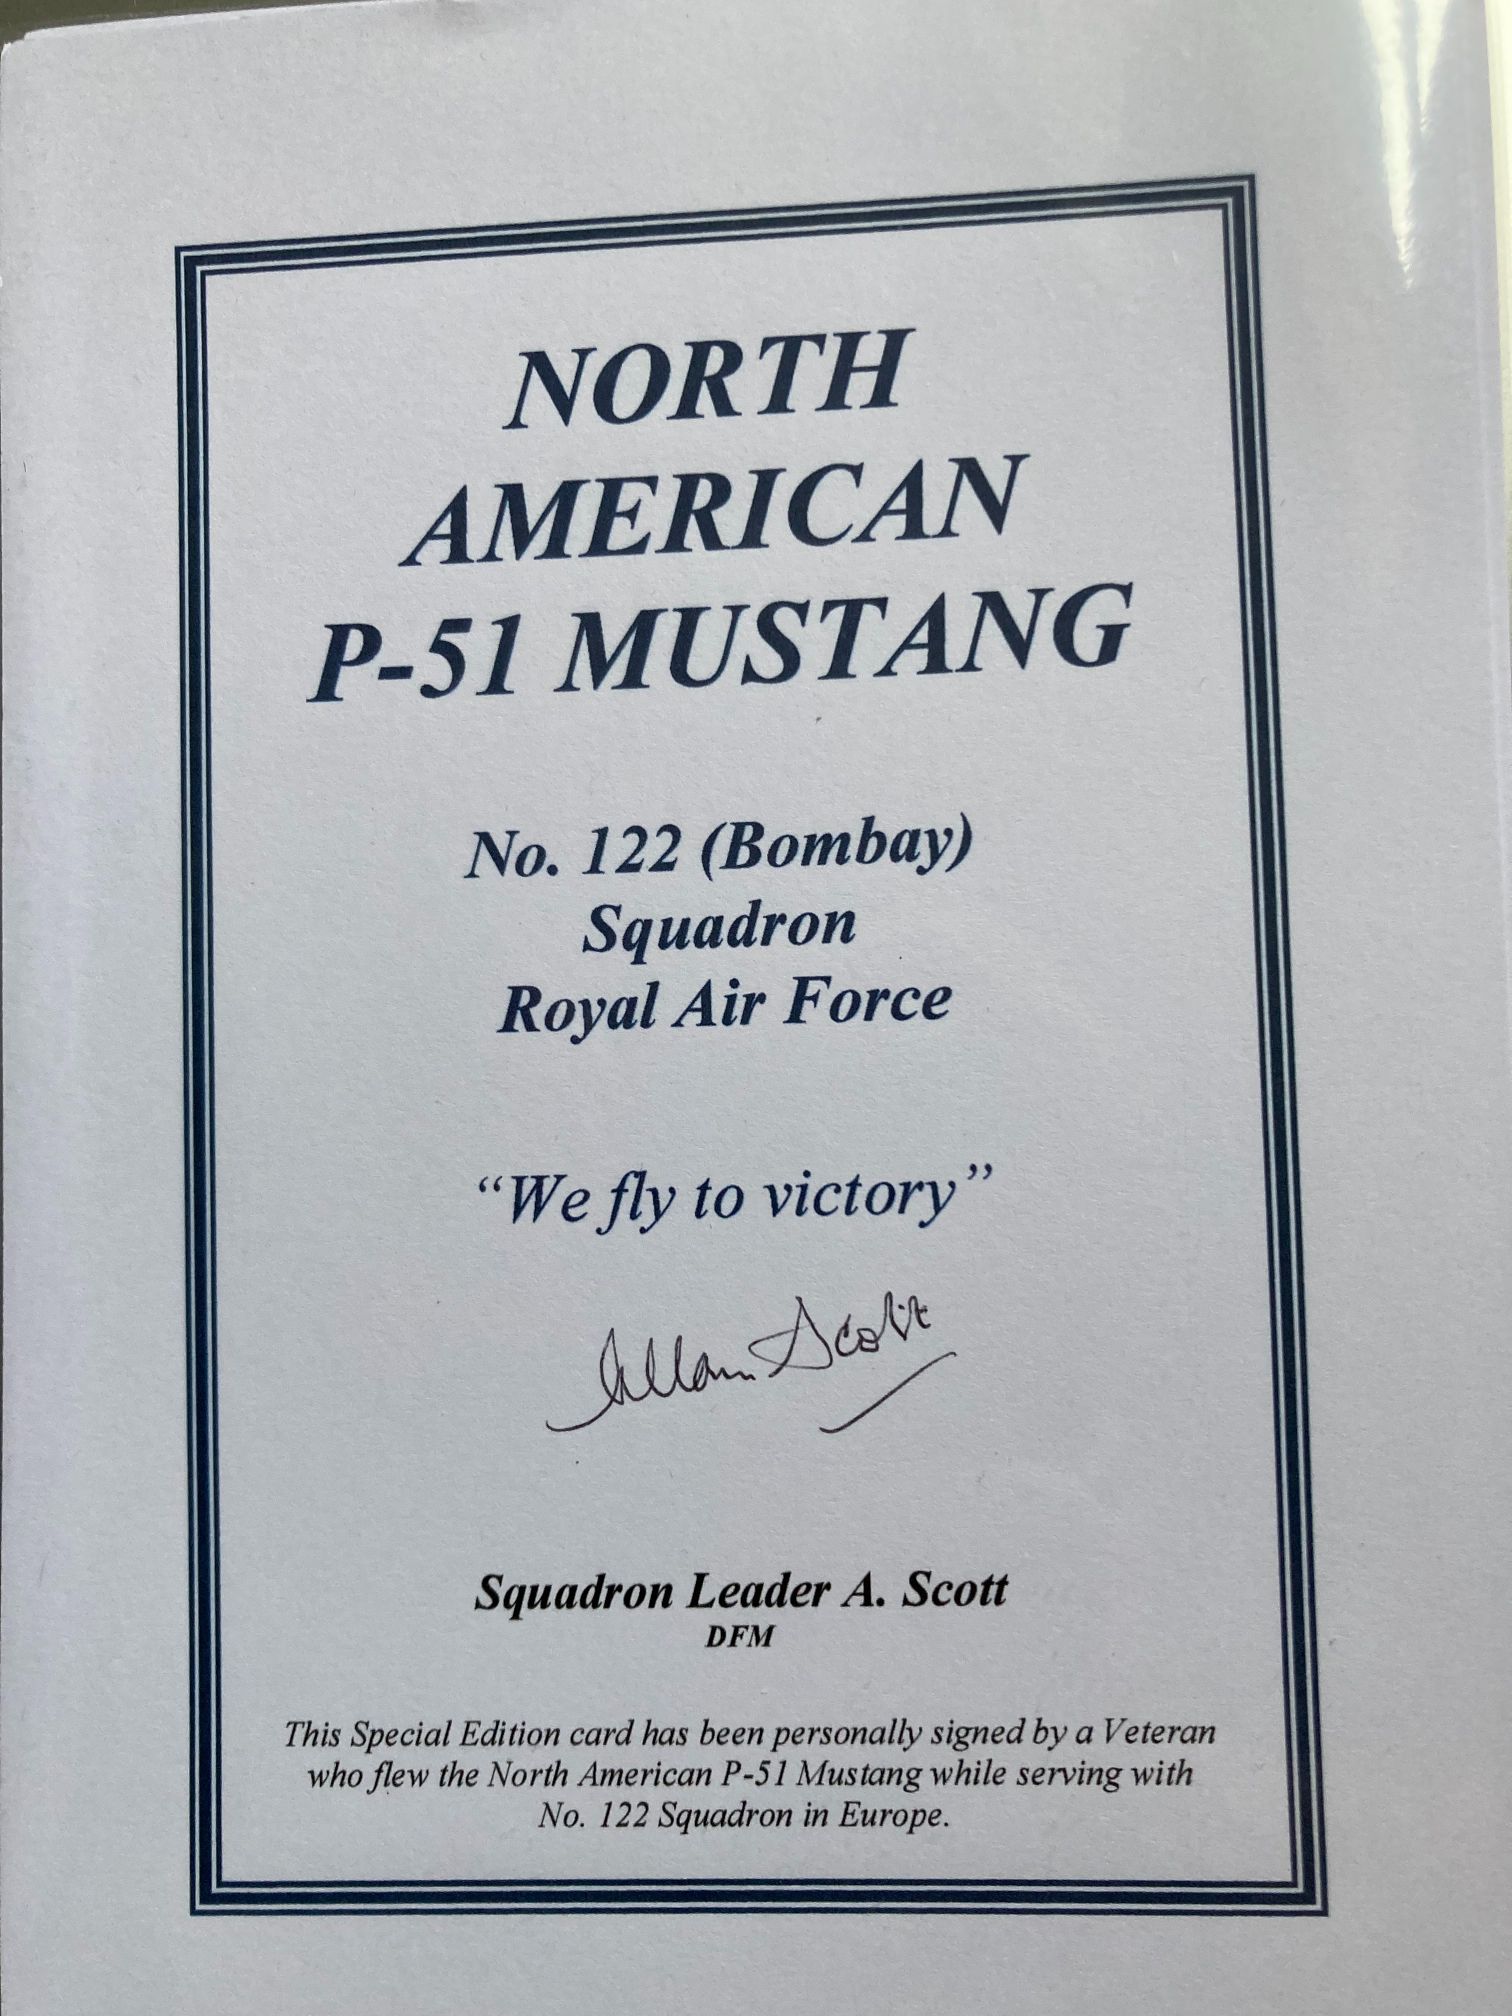 NORTH
AMERICAN
P-51 MUSTANG
No. 122 (Bombay)
Squadron
Royal Air Force
“We fly to victory”
Allan Scott
Squadron Leader A. Scott
DFM
This Special Edition card has been personally signed by a Veteran
who flew the North American P-51 Mustang while serving with
No. 122 Squadron in Europe.